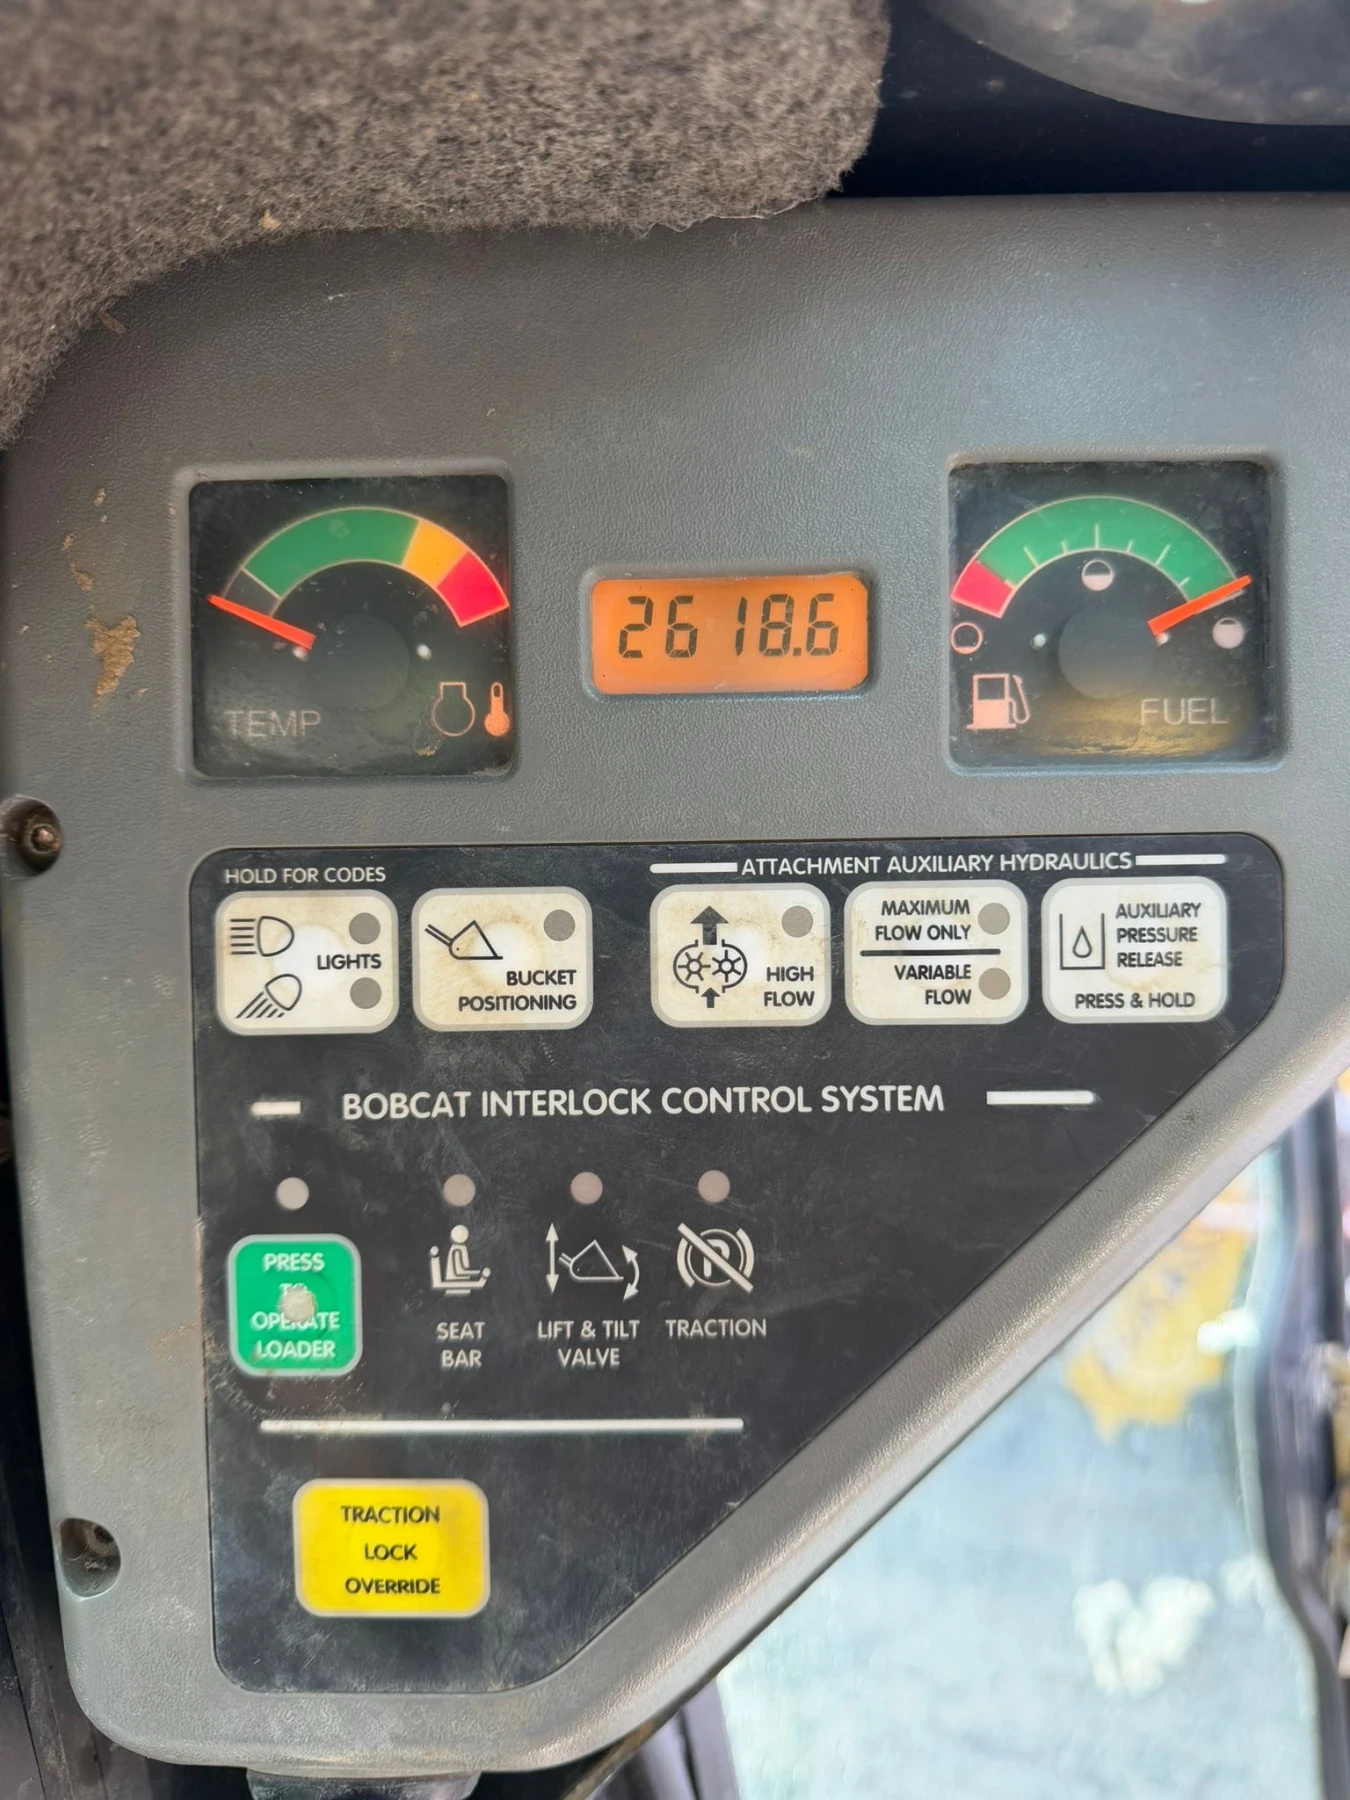 TEMP
2618.6
FUEL
HOLD FOR CODES
ATTACHMENT AUXILIARY HYDRAULICS
LIGHTS
BUCKET
POSITIONING
HIGH
FLOW
MAXIMUM
FLOW ONLY
VARIABLE
FLOW
AUXILIARY
PRESSURE
RELEASE
PRESS & HOLD
BOBCAT INTERLOCK CONTROL SYSTEM
PRESS
TO
OPERATE
LOADER
SEAT
BAR
LIFT & TILT
VALVE
P
TRACTION
TRACTION
LOCK
OVERRIDE